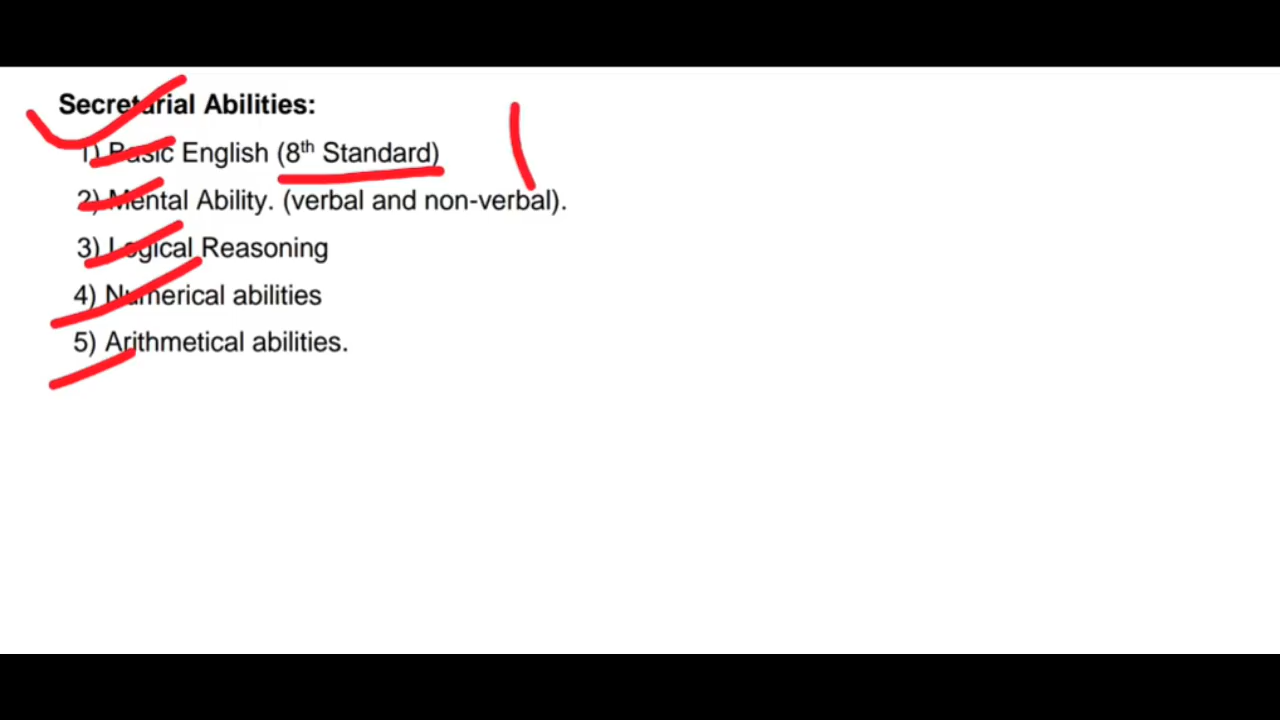 Secretarial Abilities:
1) Basic English (8th Standard)
2) Mental Ability. (verbal and non-verbal).
3) Logical Reasoning
4) Numerical abilities
5) Arithmetical abilities.